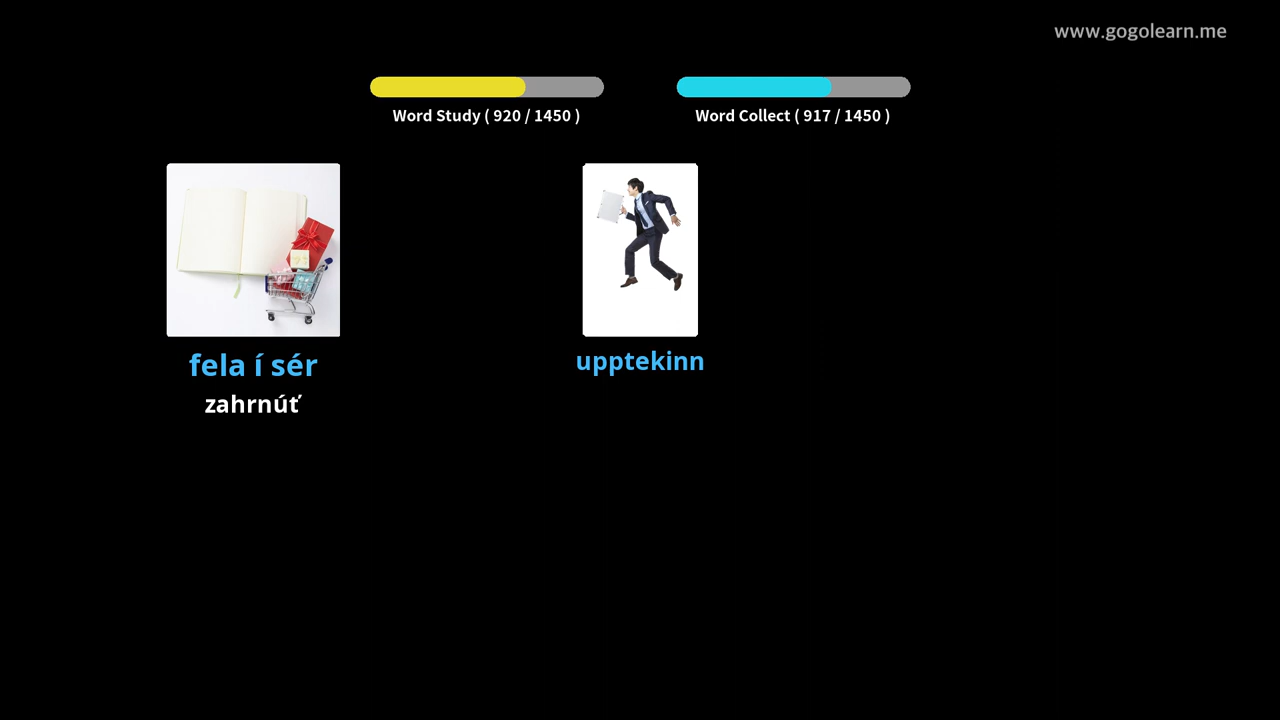 www.gogolearn.me
Word Study ( 920 / 1450 )
Word Collect ( 917 / 1450 )
fela í sér
zahrnúť
upptekinn